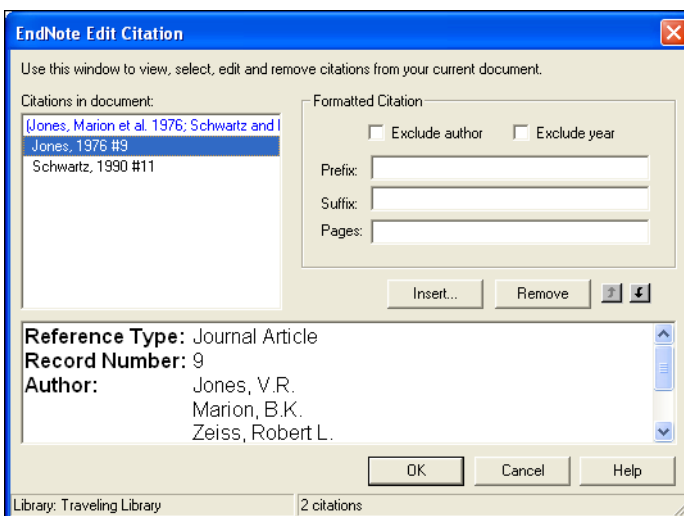 EndNote Edit Citation
Use this window to view, select, edit and remove citations from your current document.
Citations in document:
(Jones, Marion et al. 1976; Schwartz and
Jones, 1976 #9
Schwartz, 1990 #11
Formatted Citation
Exclude author Exclude year
Prefix:
Suffix:
Pages:
Insert... Remove
Reference Type: Journal Article
Record Number: 9
Author: Jones, V.R.
Marion, B.K.
Zeiss, Robert L.
OK Cancel Help
Library: Traveling Library 2 citations